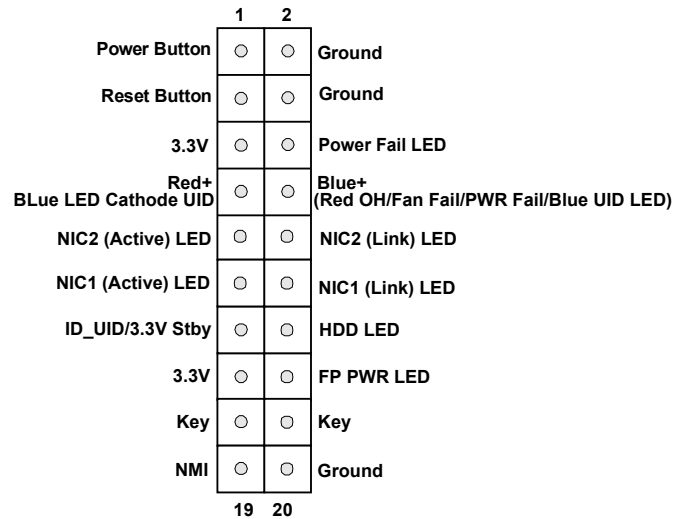 1 2
Power Button Ground
Reset Button Ground
3.3V Power Fail LED
Red+ Blue+
BLue LED Cathode UID (Red OH/Fan Fail/PWR Fail/Blue UID LED)
NIC2 (Active) LED NIC2 (Link) LED
NIC1 (Active) LED NIC1 (Link) LED
ID_UID/3.3V Stby HDD LED
3.3V FP PWR LED
Key Key
NMI Ground
19 20